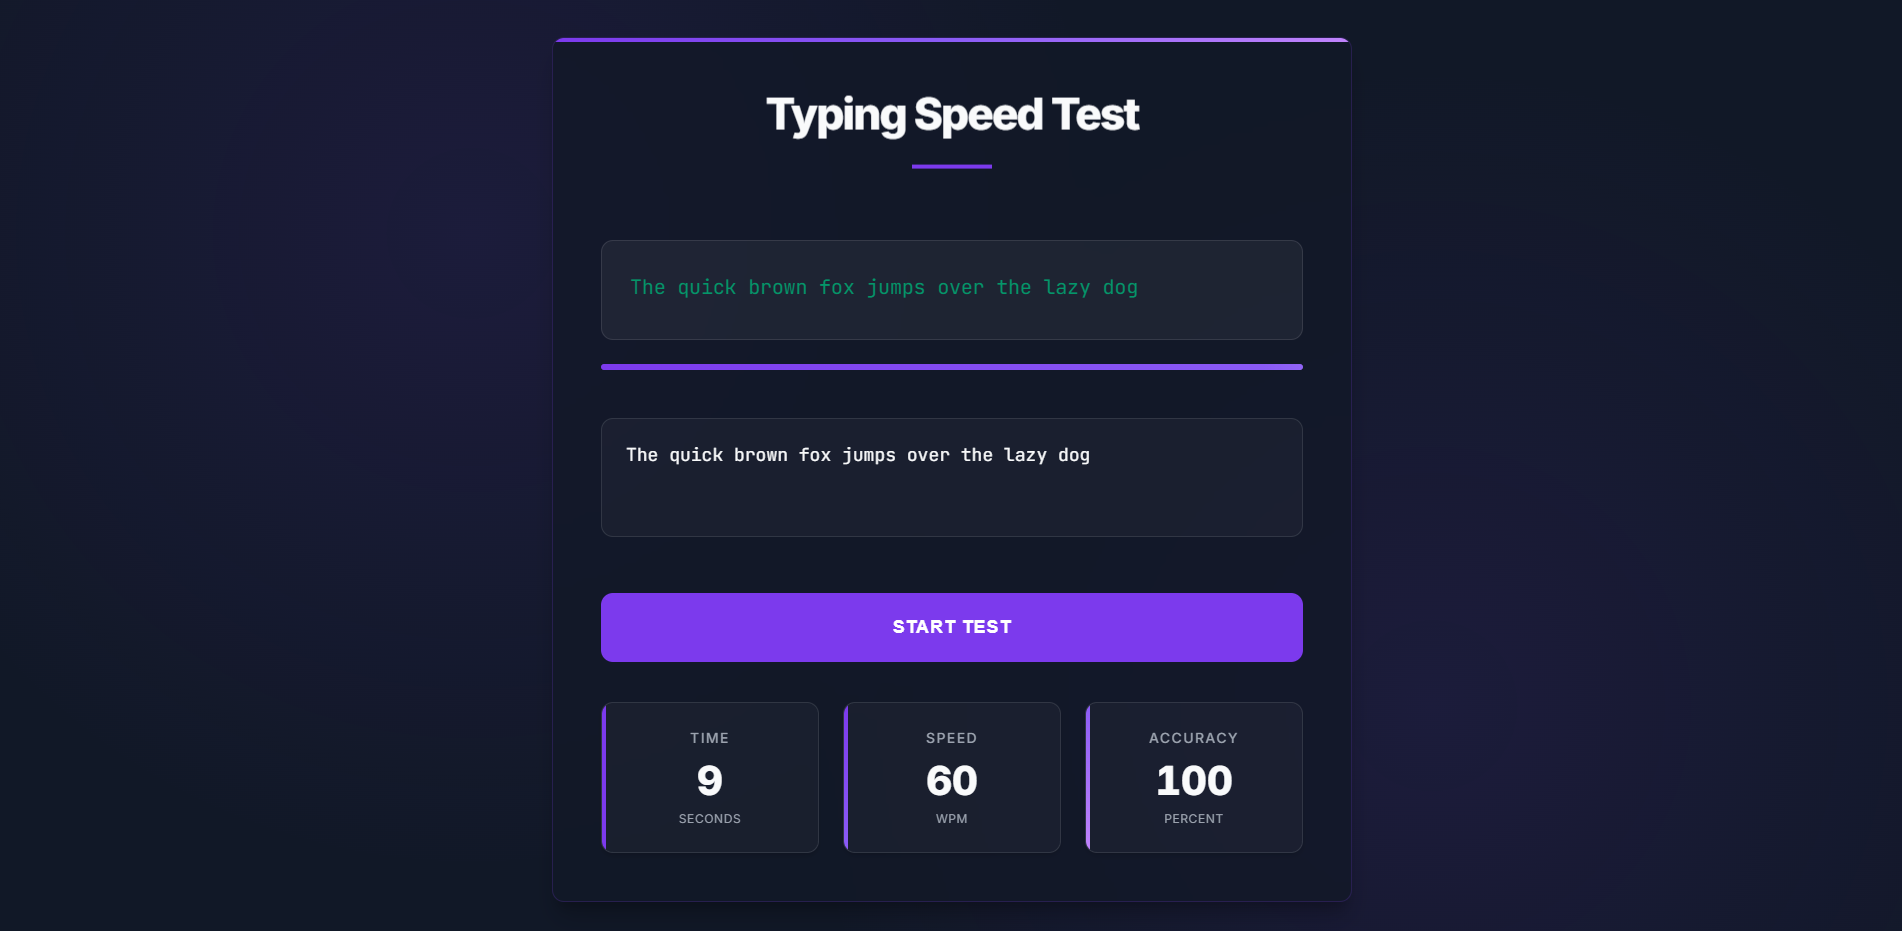 Typing Speed Test
The quick brown fox jumps over the lazy dog
The quick brown fox jumps over the lazy dog
START TEST
TIME
9
SECONDS
SPEED
60
WPM
ACCURACY
100
PERCENT